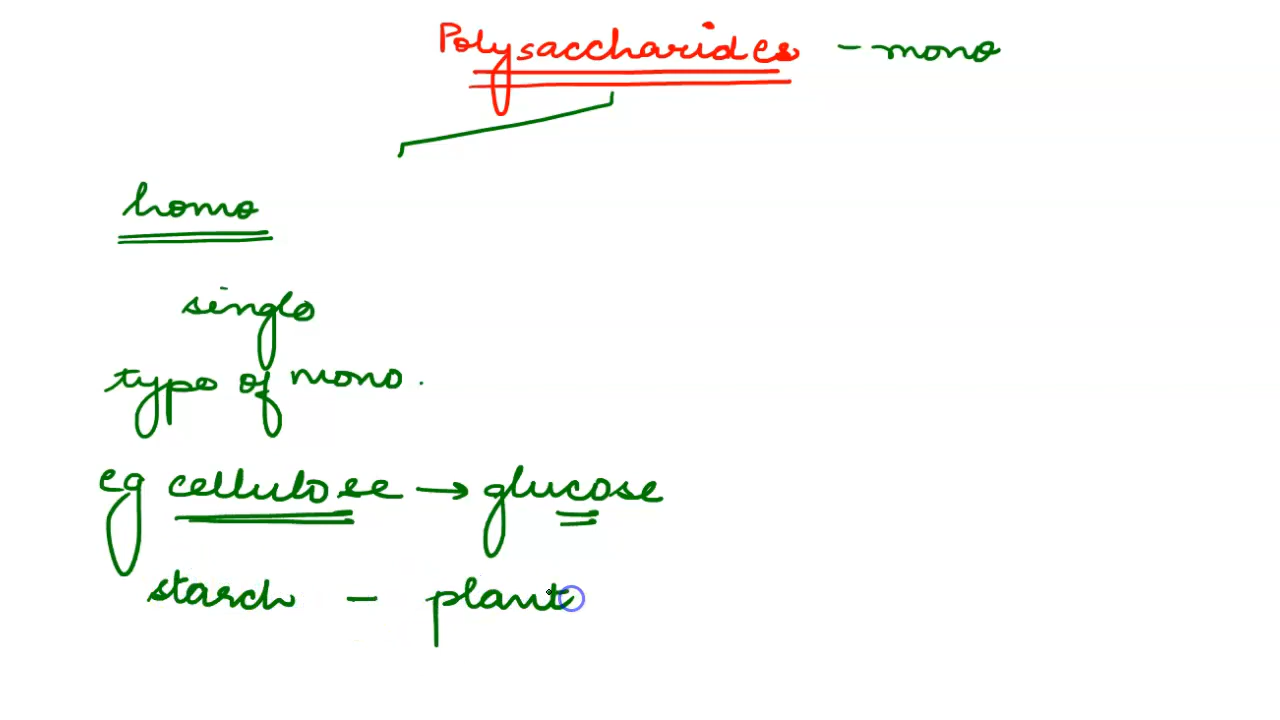 Polysaccharides - mono
homo
single
type of mono.
eg cellulose → glucose
starch - plant